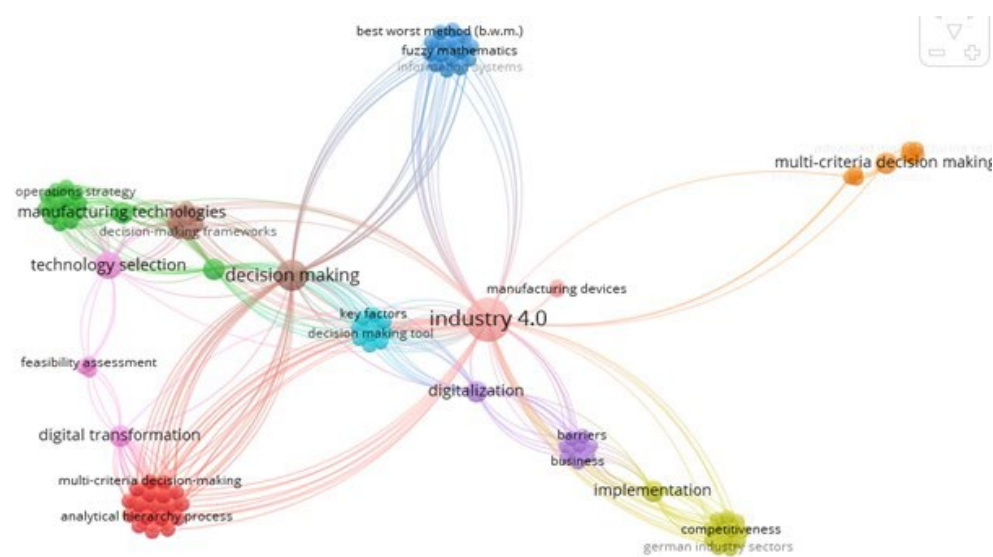 best worst method (b.w.m.)
fuzzy mathematics
information systems
multi-criteria decision making
operations strategy
manufacturing technologies
decision-making frameworks
technology selection
decision making
manufacturing devices
key factors
industry 4.0
decision making tool
feasibility assessment
digitalization
digital transformation
barriers
business
multi-criteria decision-making
implementation
analytical hierarchy process
competitiveness
german industry sectors